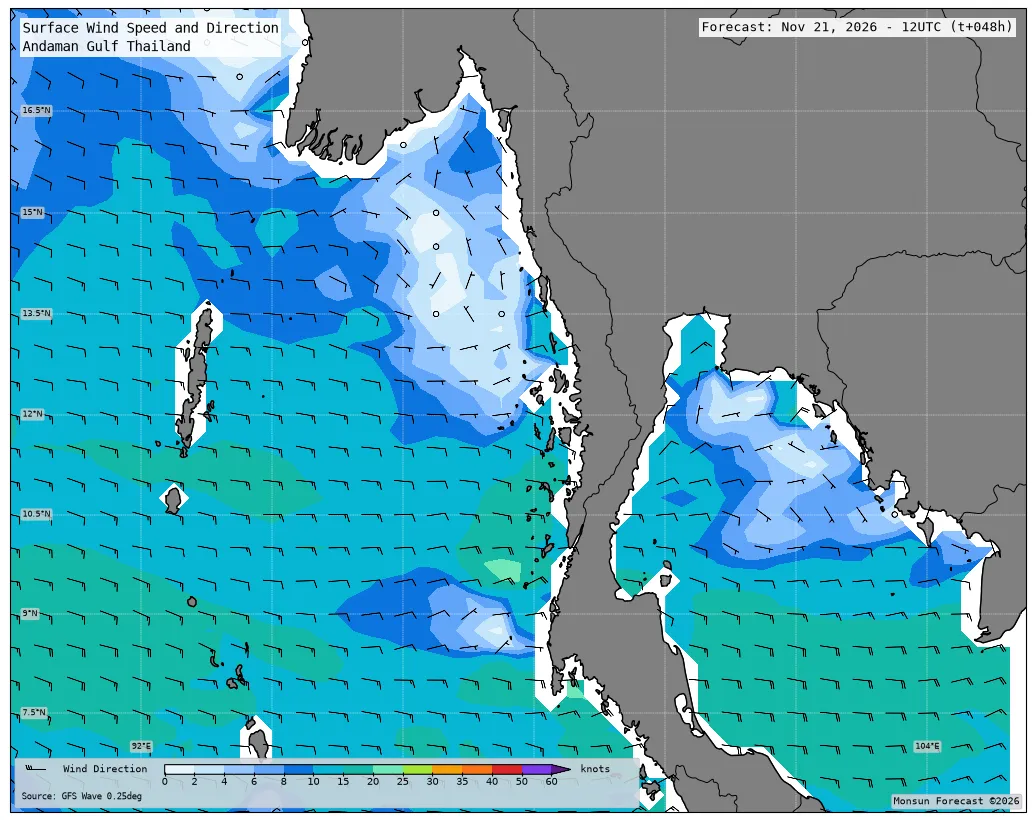 Surface Wind Speed and Direction
Andaman Gulf Thailand
Forecast: Nov 21, 2026 - 12UTC (t+048h)
16.5°N
15°N
13.5°N
12°N
10.5°N
9°N
7.5°N
92°E
104°E
Wind Direction
knots
0 2 4 6 8 10 15 20 25 30 35 40 50 60
Source: GFS Wave 0.25deg
Monsun Forecast ©2026